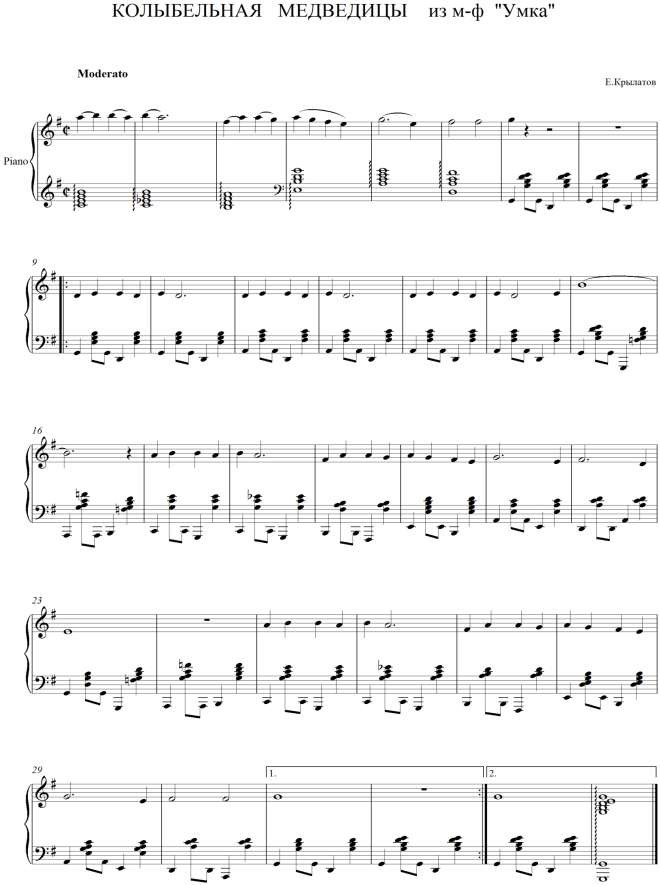 КОЛЫБЕЛЬНАЯ МЕДВЕДИЦЫ из м-ф "Умка"
Moderato
Е.Крылатов
Piano
9
16
23
29
1.
2.